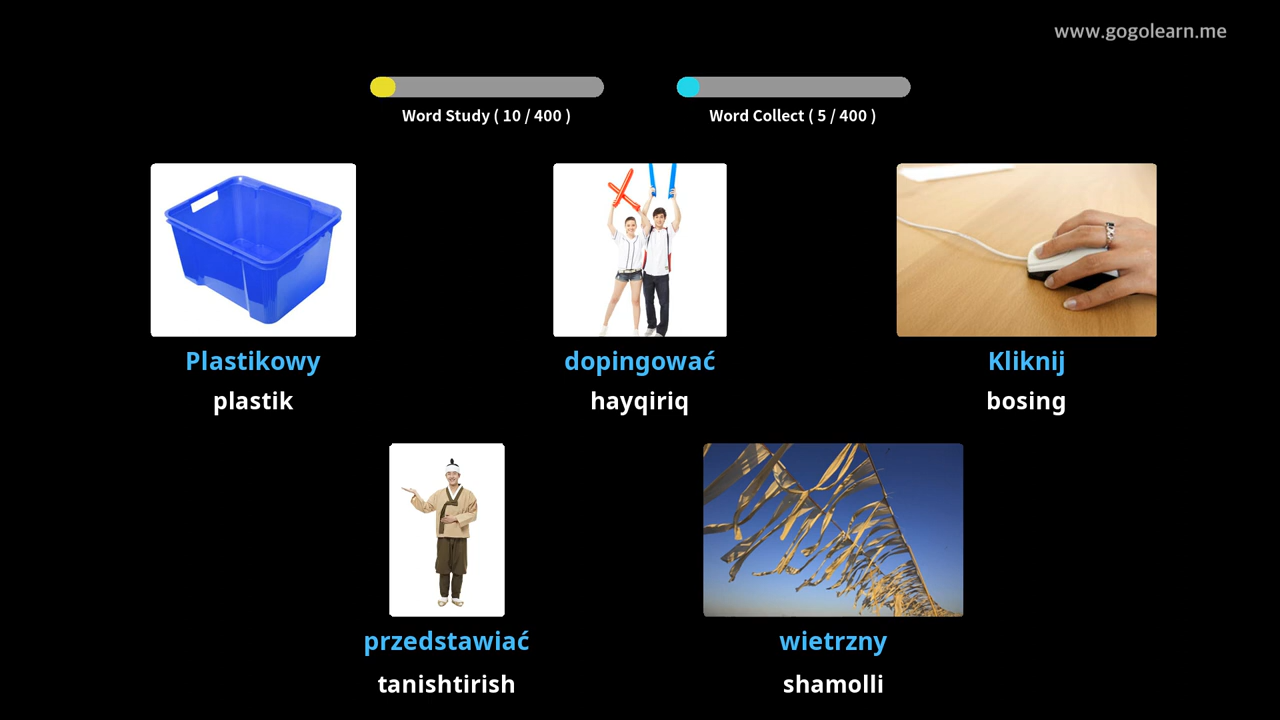 www.gogolearn.me
Word Study ( 10 / 400 )
Word Collect ( 5 / 400 )
Plastikowy
plastik
dopingować
hayqiriq
Kliknij
bosing
przedstawiać
tanishtirish
wietrzny
shamolli